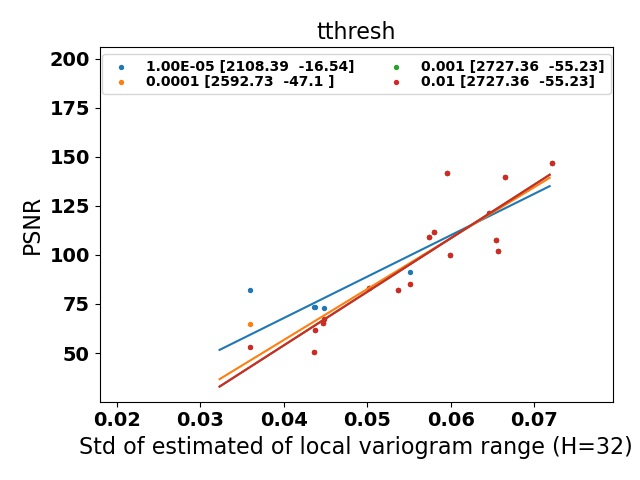 tthresh
1.00E-05 [2108.39  -16.54]
0.0001 [2592.73  -47.1 ]
0.001 [2727.36  -55.23]
0.01 [2727.36  -55.23]
PSNR
200
175
150
125
100
75
50
0.02 0.03 0.04 0.05 0.06 0.07
Std of estimated of local variogram range (H=32)